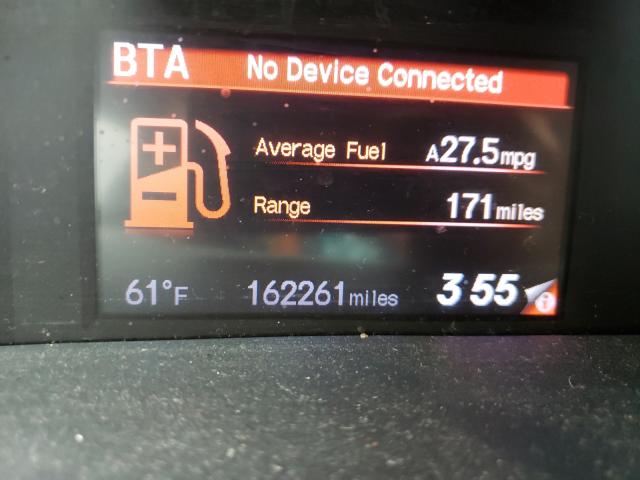 BTA No Device Connected
Average Fuel A27.5mpg
Range 171miles
61°F 162261miles 3:55 i